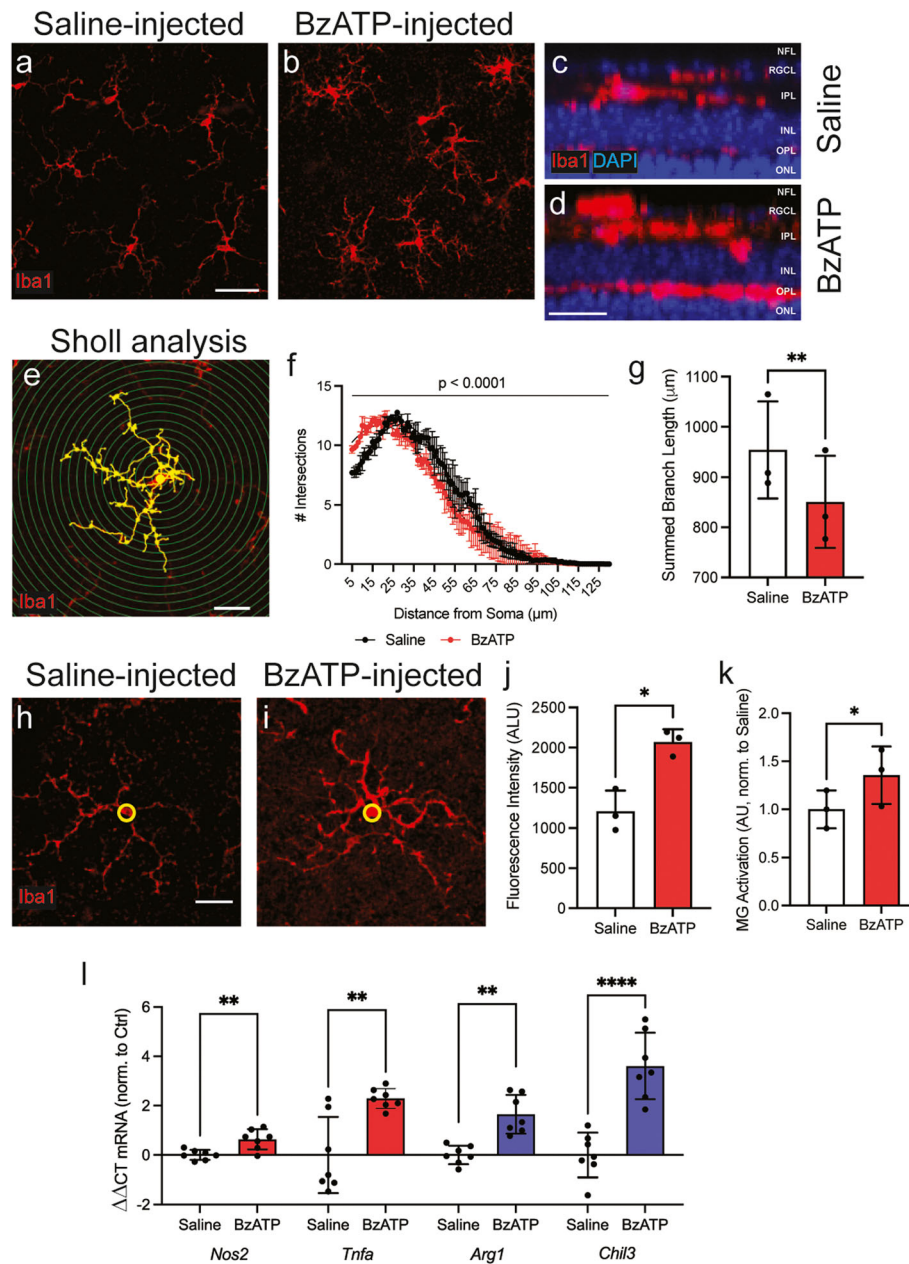 Saline-injected BzATP-injected
a b c d
Iba1
NFL
RGCL
IPL
INL
OPL
ONL
Iba1 DAPI
Saline
NFL
RGCL
IPL
INL
OPL
ONL
BzATP
Sholl analysis
e
Iba1
f
p < 0.0001
# Intersections
15
10
5
0
5 15 25 35 45 55 65 75 85 95 105 115 125
Distance from Soma (µm)
Saline BzATP
g
**
Summed Branch Length (µm)
1100
1000
900
800
700
Saline BzATP
Saline-injected BzATP-injected
h i
Iba1
j
*
Fluorescence Intensity (ALU)
2500
2000
1500
1000
500
0
Saline BzATP
k
*
MG Activation (AU, norm. to Saline)
2.0
1.5
1.0
0.5
0.0
Saline BzATP
l
** ** ** ****
ΔΔCT mRNA (norm. to Ctrl)
6
4
2
0
-2
Saline BzATP Saline BzATP Saline BzATP Saline BzATP
Nos2 Tnfa Arg1 Chil3